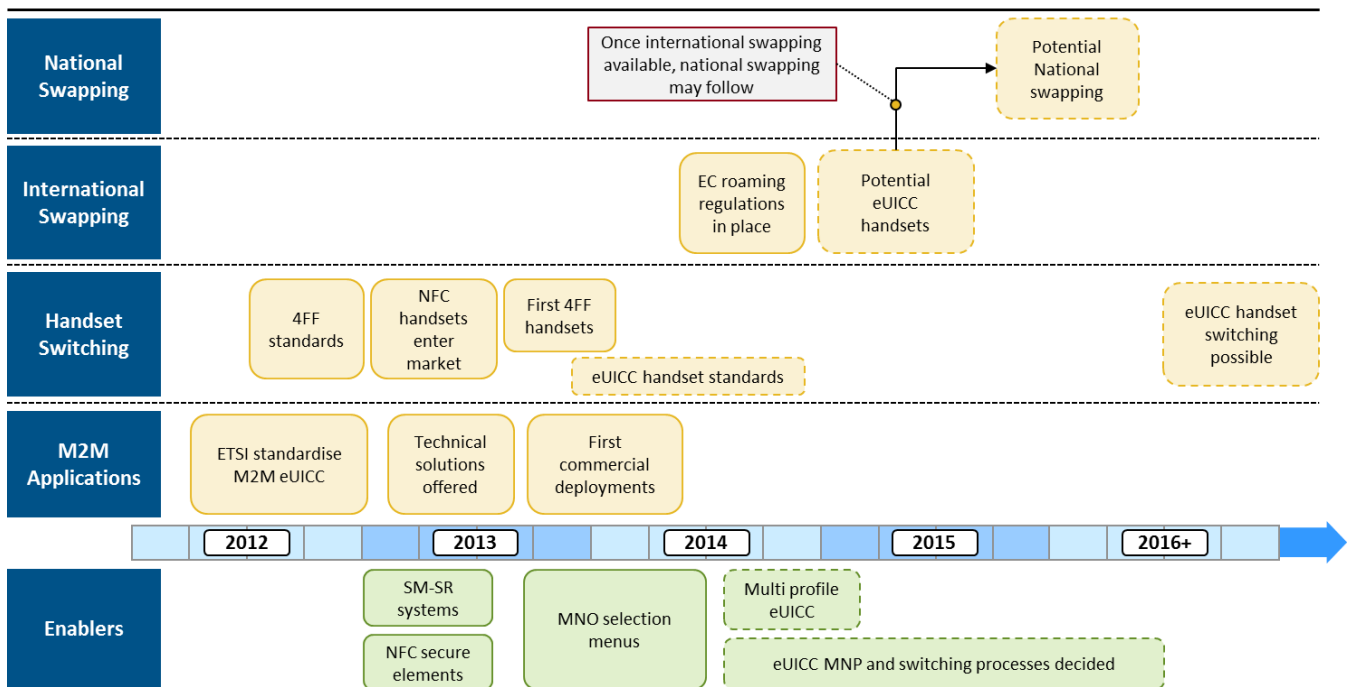 National
Swapping
Once international swapping
available, national swapping
may follow
Potential
National
swapping
International
Swapping
EC roaming
regulations
in place
Potential
eUICC
handsets
Handset
Switching
4FF
standards
NFC
handsets
enter
market
First 4FF
handsets
eUICC handset standards
eUICC handset
switching
possible
M2M
Applications
ETSI standardise
M2M eUICC
Technical
solutions
offered
First
commercial
deployments
2012
2013
2014
2015
2016+
Enablers
SM-SR
systems
NFC secure
elements
MNO selection
menus
Multi profile
eUICC
eUICC MNP and switching processes decided